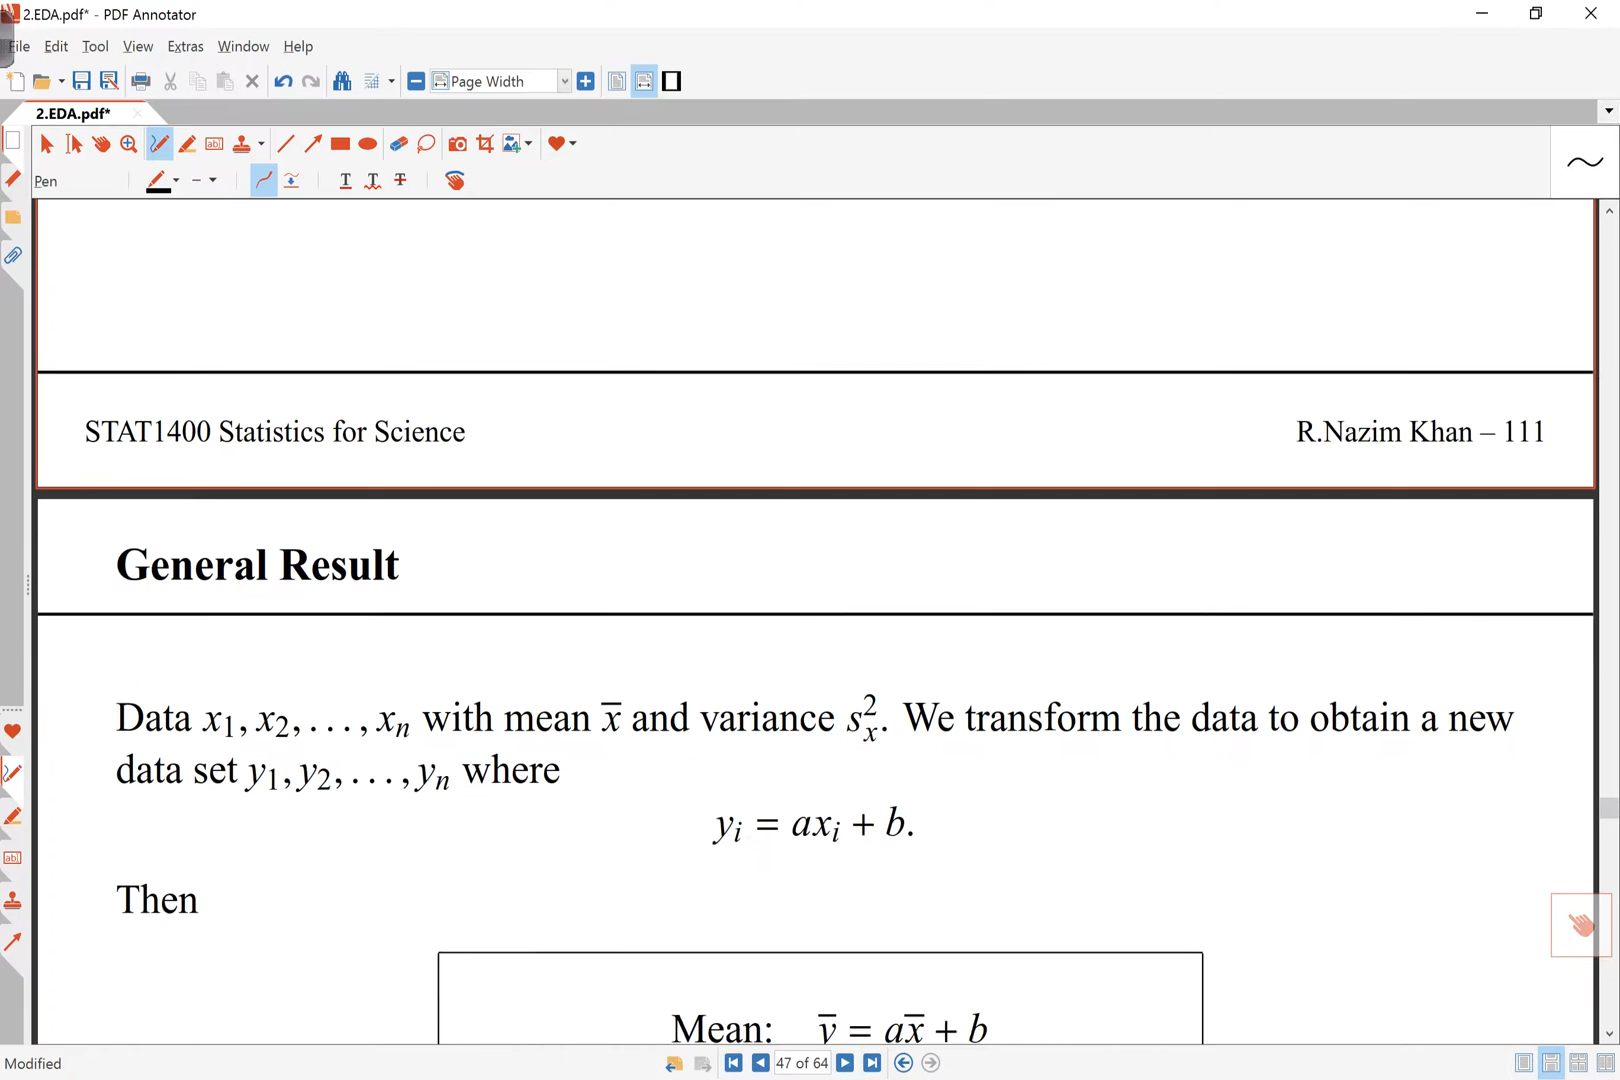 2.EDA.pdf* - PDF Annotator
File Edit Tool View Extras Window Help
Page Width
2.EDA.pdf*
Pen
STAT1400 Statistics for Science
R.Nazim Khan – 111
General Result
Data x₁, x₂, . . . , xₙ with mean x̄ and variance sₓ². We transform the data to obtain a new
data set y₁, y₂, . . . , yₙ where
yᵢ = axᵢ + b.
Then
Mean: ȳ = ax̄ + b
Modified
47 of 64